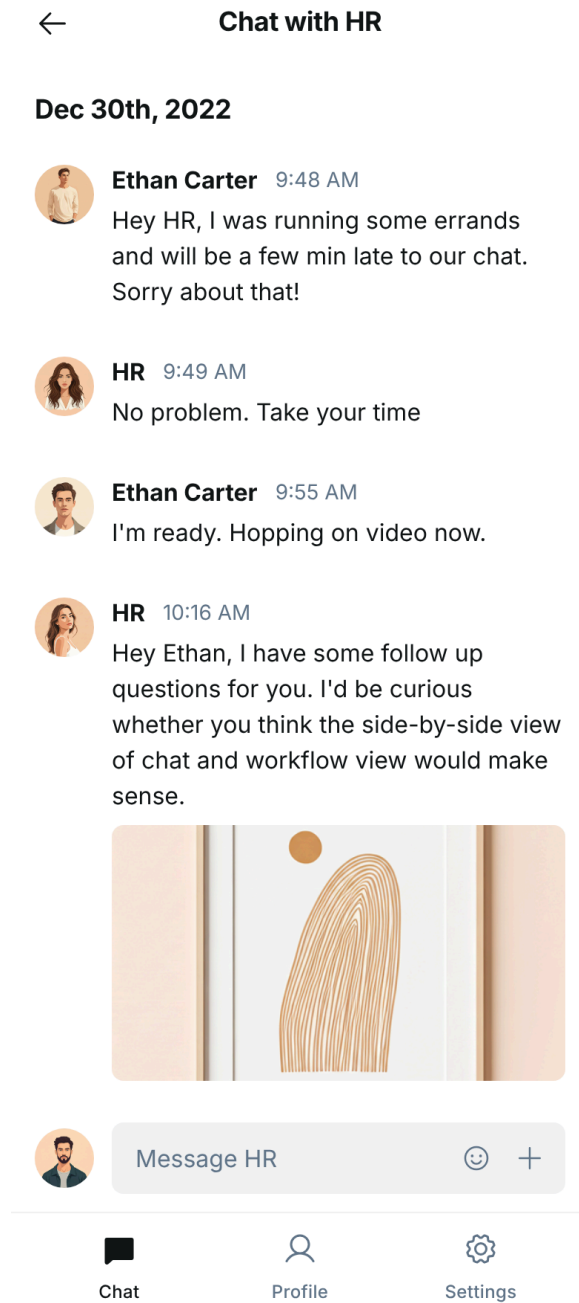 Chat with HR
Dec 30th, 2022
Ethan Carter 9:48 AM
Hey HR, I was running some errands
and will be a few min late to our chat.
Sorry about that!
HR 9:49 AM
No problem. Take your time
Ethan Carter 9:55 AM
I'm ready. Hopping on video now.
HR 10:16 AM
Hey Ethan, I have some follow up
questions for you. I'd be curious
whether you think the side-by-side view
of chat and workflow view would make
sense.
Message HR
Chat Profile Settings